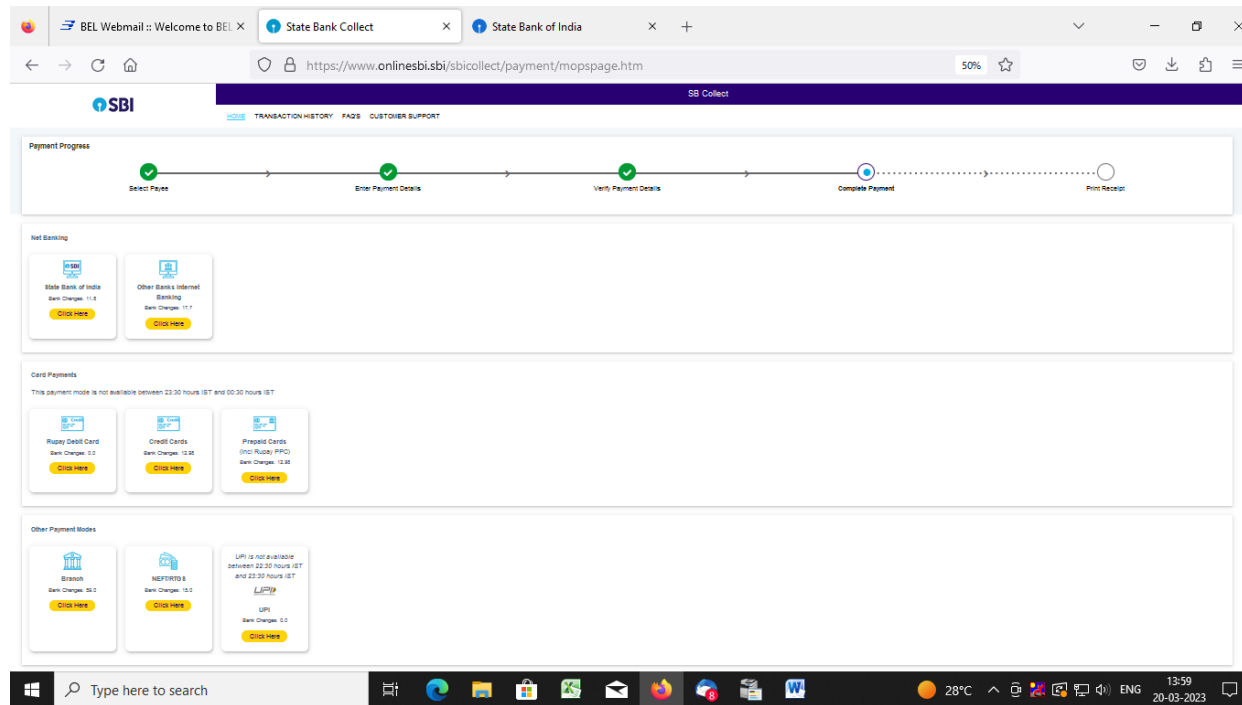 BEL Webmail :: Welcome to BEL
State Bank Collect
State Bank of India
https://www.onlinesbi.sbi/sbicollect/payment/mopspage.htm
50%
SBI
SB Collect
HOME TRANSACTION HISTORY FAQ'S CUSTOMER SUPPORT
Payment Progress
Select Payee
Enter Payment Details
Verify Payment Details
Complete Payment
Print Receipt
Net Banking
State Bank of India
Bank Charges: 11.8
Click Here
Other Banks Internet
Banking
Bank Charges: 17.7
Click Here
Card Payments
This payment mode is not available between 23:30 hours IST and 00:30 hours IST
Rupay Debit Card
Bank Charges: 0.0
Click Here
Credit Cards
Bank Charges: 12.98
Click Here
Prepaid Cards
(Incl Rupay PPC)
Bank Charges: 12.98
Click Here
Other Payment Modes
Branch
Bank Charges: 59.0
Click Here
NEFT/RTGS
Bank Charges: 15.0
Click Here
UPI is not available
between 22:30 hours IST
and 23:30 hours IST
UPI
UPI
Bank Charges: 0.0
Click Here
Type here to search
28°C
ENG
13:59
20-03-2023